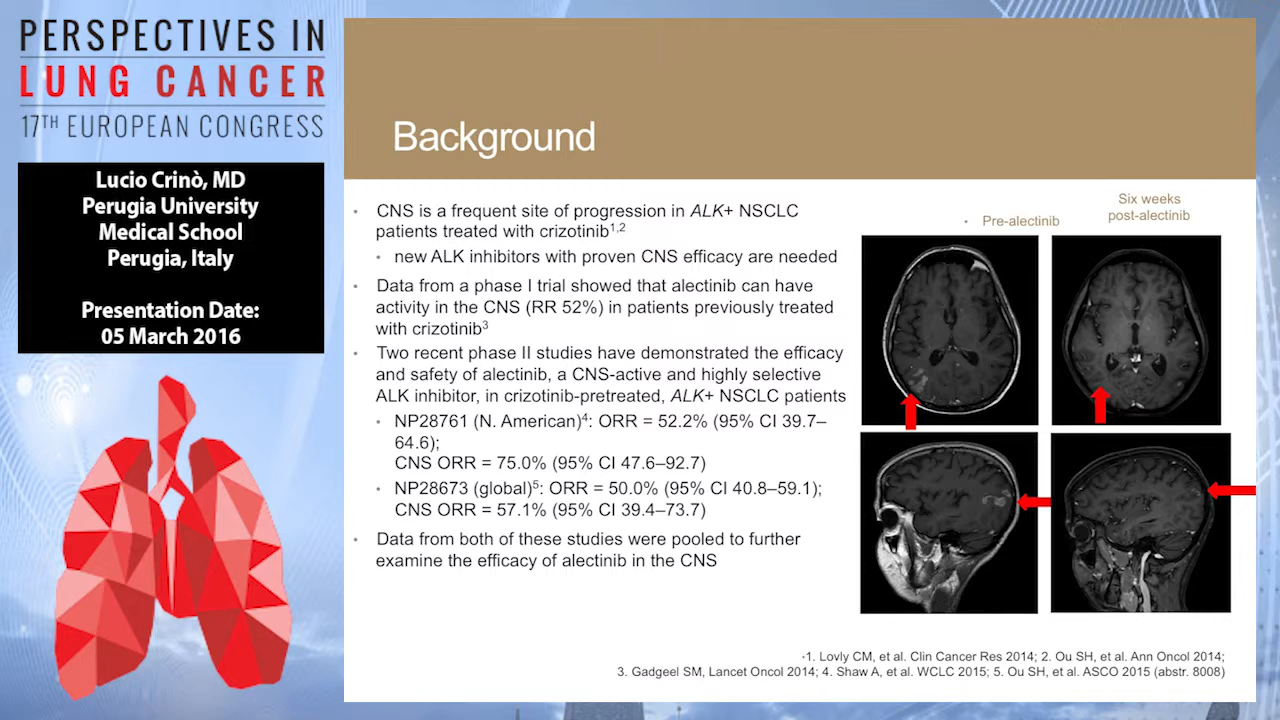 PERSPECTIVES IN
LUNG CANCER
17TH EUROPEAN CONGRESS
Lucio Crinò, MD
Perugia University
Medical School
Perugia, Italy
Presentation Date:
05 March 2016
Background
• CNS is a frequent site of progression in ALK+ NSCLC
patients treated with crizotinib1,2
• new ALK inhibitors with proven CNS efficacy are needed
• Data from a phase I trial showed that alectinib can have
activity in the CNS (RR 52%) in patients previously treated
with crizotinib3
• Two recent phase II studies have demonstrated the efficacy
and safety of alectinib, a CNS-active and highly selective
ALK inhibitor, in crizotinib-pretreated, ALK+ NSCLC patients
• NP28761 (N. American)4: ORR = 52.2% (95% CI 39.7–
64.6);
CNS ORR = 75.0% (95% CI 47.6–92.7)
• NP28673 (global)5: ORR = 50.0% (95% CI 40.8–59.1);
CNS ORR = 57.1% (95% CI 39.4–73.7)
• Data from both of these studies were pooled to further
examine the efficacy of alectinib in the CNS
• Pre-alectinib
Six weeks
post-alectinib
•1. Lovly CM, et al. Clin Cancer Res 2014; 2. Ou SH, et al. Ann Oncol 2014;
3. Gadgeel SM, Lancet Oncol 2014; 4. Shaw A, et al. WCLC 2015; 5. Ou SH, et al. ASCO 2015 (abstr. 8008)